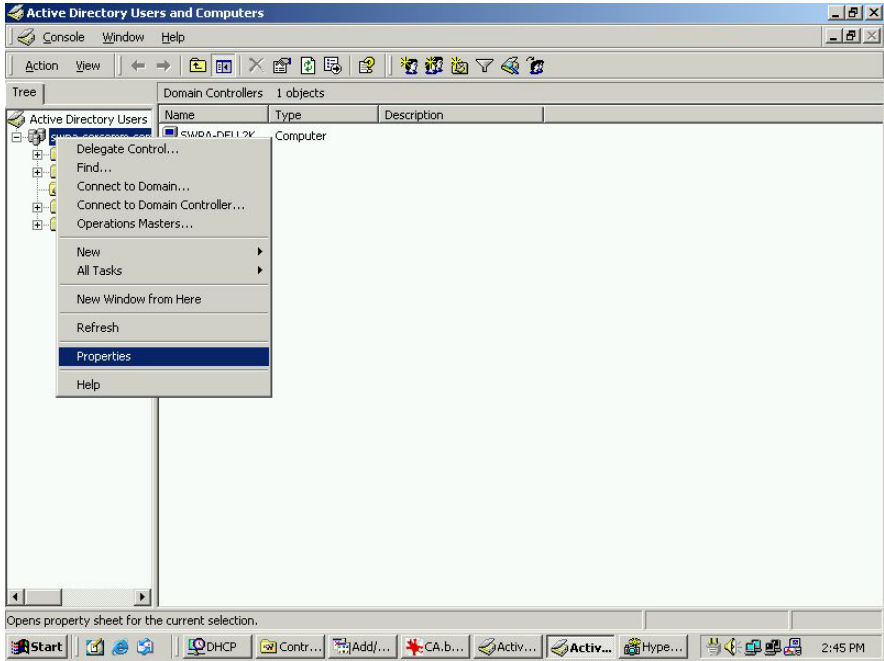 Active Directory Users and Computers
Console Window Help
Action View
Tree
Domain Controllers 1 objects
Active Directory Users
Name Type Description
SWPA-DELL2K Computer
Delegate Control...
Find...
Connect to Domain...
Connect to Domain Controller...
Operations Masters...
New
All Tasks
New Window from Here
Refresh
Properties
Help
Opens property sheet for the current selection.
Start DHCP Contr... Add/... CA.b... Activ... Activ... Hype... 2:45 PM